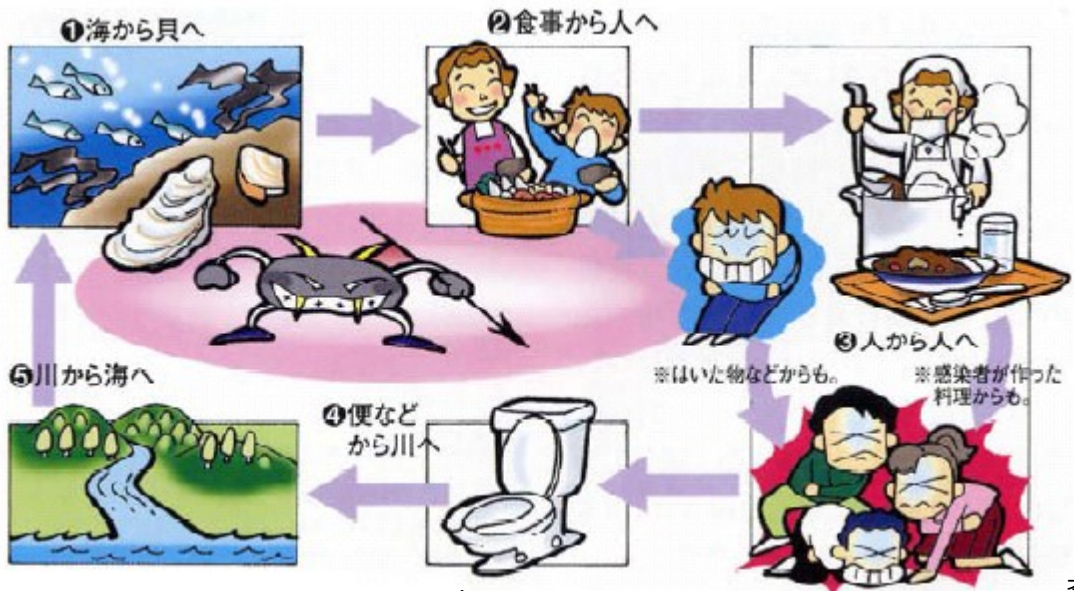 ❶海から貝へ
❷食事から人へ
❸人から人へ
※はいた物などからも。
※感染者が作った
料理からも。
❹便など
から川へ
❺川から海へ